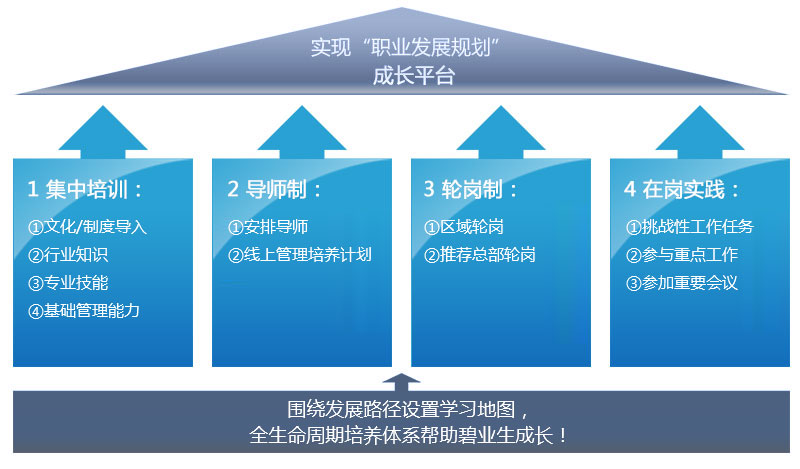 实现“职业发展规划”
成长平台
1 集中培训：
①文化/制度导入
②行业知识
③专业技能
④基础管理能力
2 导师制：
①安排导师
②线上管理培养计划
3 轮岗制：
①区域轮岗
②推荐总部轮岗
4 在岗实践：
①挑战性工作任务
②参与重点工作
③参加重要会议
围绕发展路径设置学习地图，
全生命周期培养体系帮助碧业生成长！